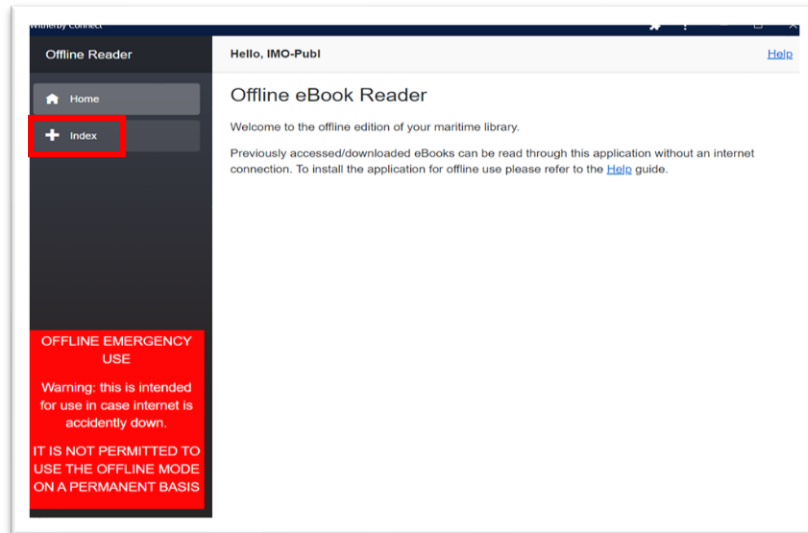 Witherby Connect
Offline Reader
Hello, IMO-Publ
Help
Home
Index
Offline eBook Reader
Welcome to the offline edition of your maritime library.
Previously accessed/downloaded eBooks can be read through this application without an internet
connection. To install the application for offline use please refer to the Help guide.
OFFLINE EMERGENCY
USE
Warning: this is intended
for use in case internet is
accidently down.
IT IS NOT PERMITTED TO
USE THE OFFLINE MODE
ON A PERMANENT BASIS